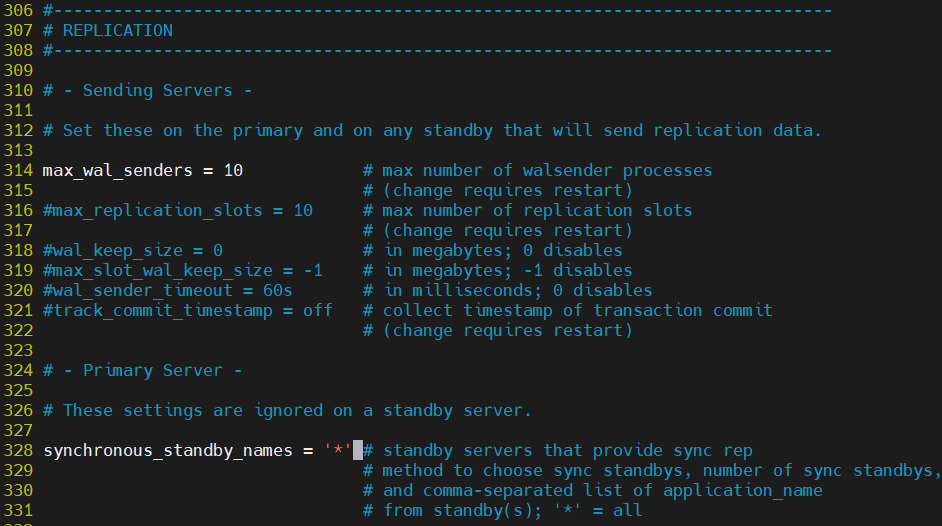 306 #------------------------------------------------------------------------------
307 # REPLICATION
308 #------------------------------------------------------------------------------
309
310 # - Sending Servers -
311
312 # Set these on the primary and on any standby that will send replication data.
313
314 max_wal_senders = 10            # max number of walsender processes
315                                 # (change requires restart)
316 #max_replication_slots = 10     # max number of replication slots
317                                 # (change requires restart)
318 #wal_keep_size = 0              # in megabytes; 0 disables
319 #max_slot_wal_keep_size = -1    # in megabytes; -1 disables
320 #wal_sender_timeout = 60s       # in milliseconds; 0 disables
321 #track_commit_timestamp = off   # collect timestamp of transaction commit
322                                 # (change requires restart)
323
324 # - Primary Server -
325
326 # These settings are ignored on a standby server.
327
328 synchronous_standby_names = '*' # standby servers that provide sync rep
329                                 # method to choose sync standbys, number of sync standbys,
330                                 # and comma-separated list of application_name
331                                 # from standby(s); '*' = all